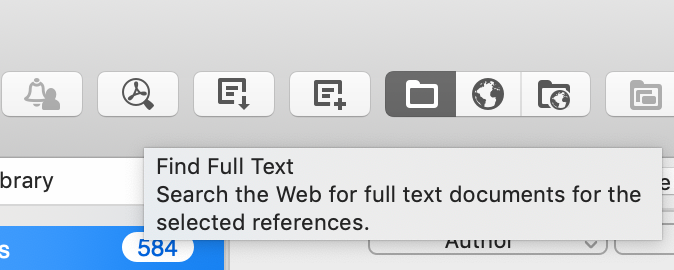 Find Full Text
brary
Search the Web for full text documents for the
e
selected references.
s
584
Author